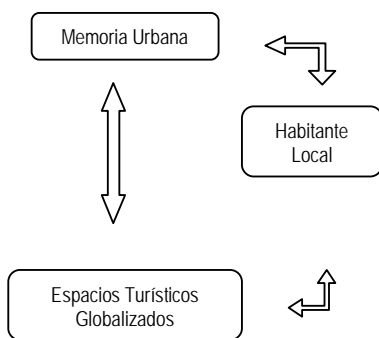 Memoria Urbana
Habitante
Local
Espacios Turísticos
Globalizados